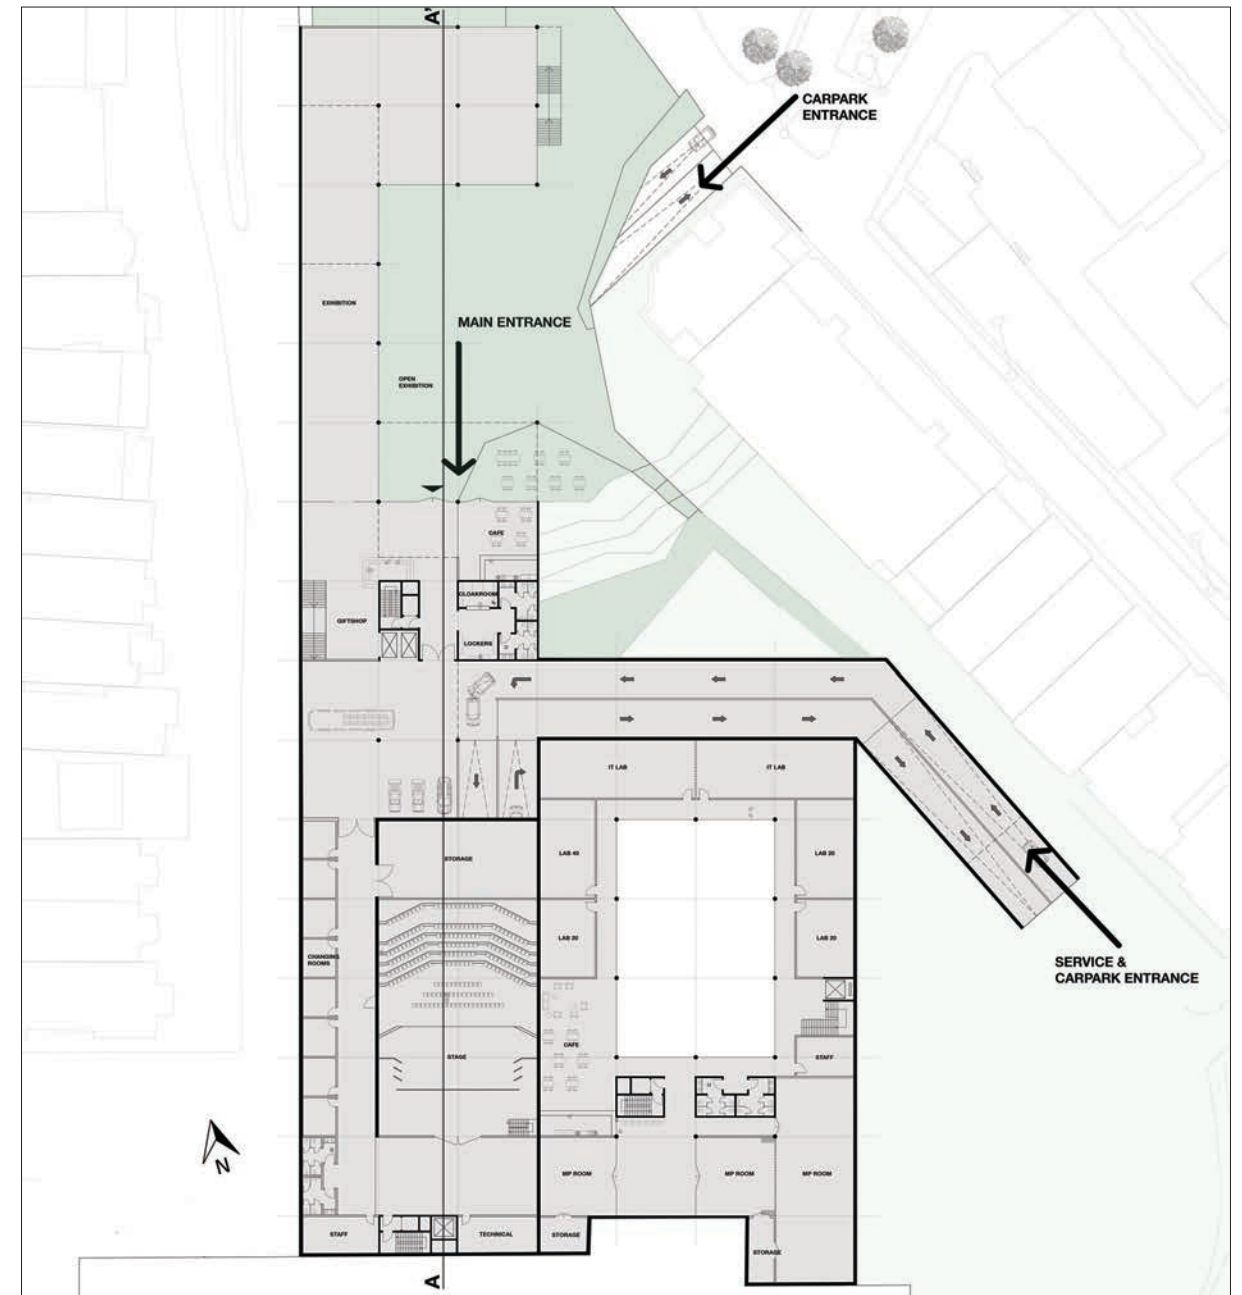 A'
CARPARK
ENTRANCE
EXHIBITION
MAIN ENTRANCE
OPEN
EXHIBITION
CAFE
CLOAKROOM
GIFTSHOP
LOCKERS
IT LAB
IT LAB
STORAGE
LAB 40
LAB 20
CHANGING
ROOMS
LAB 20
LAB 20
SERVICE &
CARPARK ENTRANCE
CAFE
STAGE
STAFF
N
MP ROOM
MP ROOM
MP ROOM
STAFF
TECHNICAL
STORAGE
STORAGE
A